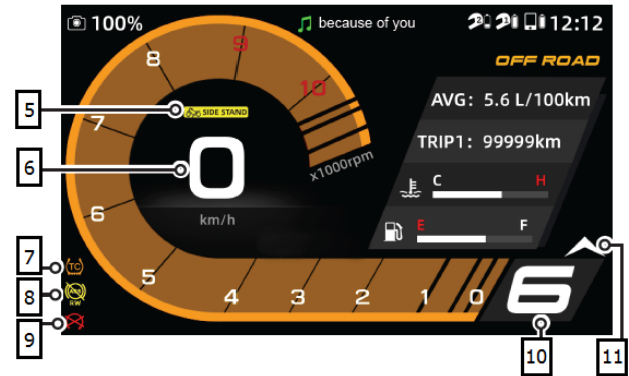 100%
because of you
12:12
OFF ROAD
AVG: 5.6 L/100km
TRIP1: 99999km
C H
E F
SIDE STAND
0
km/h
x1000rpm
10
9
8
7
6
5
4
3
2
1
0
6
TC
ABS
RW
5
6
7
8
9
10
11